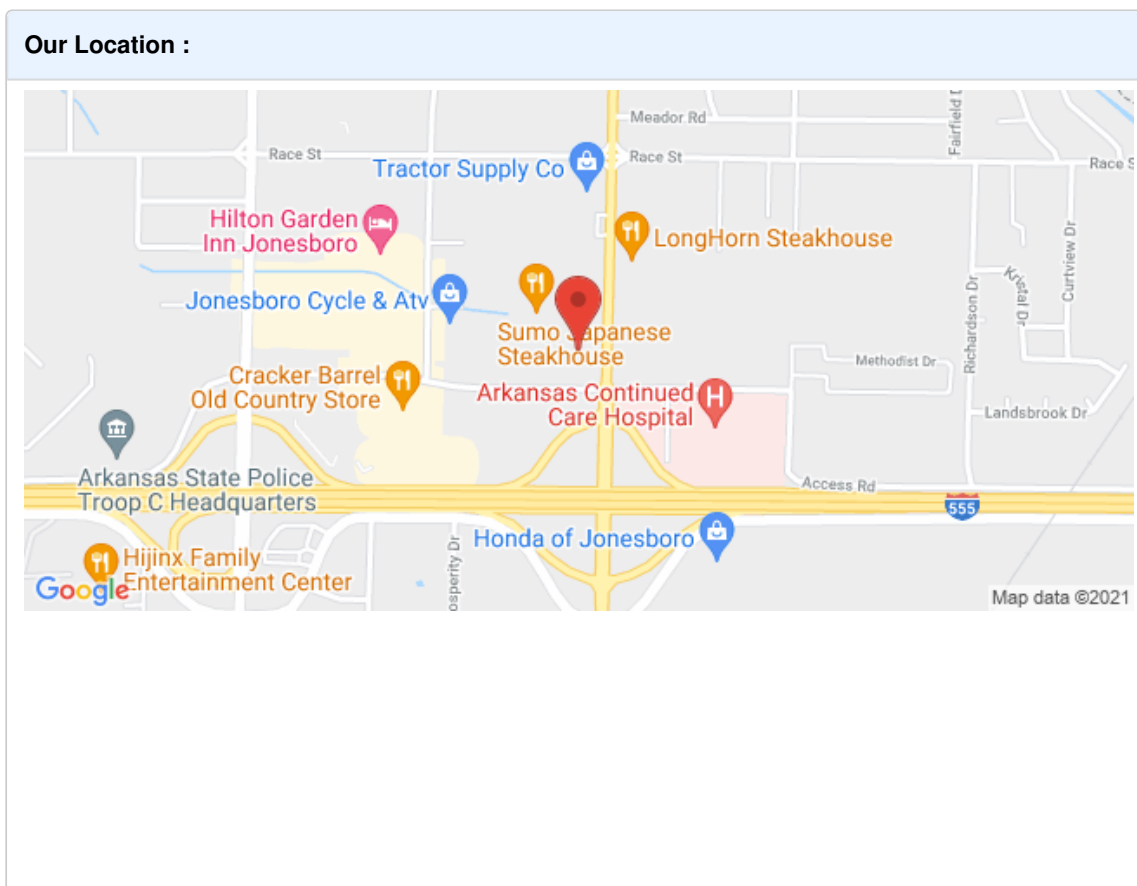 Our Location :
Meador Rd
Fairfield D
Race St
Race St
Race S
Tractor Supply Co
Hilton Garden
Inn Jonesboro
LongHorn Steakhouse
Curtview Dr
Kristal Dr
Richardson Dr
Jonesboro Cycle & Atv
Sumo Japanese
Steakhouse
Methodist Dr
Cracker Barrel
Old Country Store
Arkansas Continued
Care Hospital
H
Landsbrook Dr
Arkansas State Police
Troop C Headquarters
Access Rd
555
Honda of Jonesboro
osperity Dr
Hijinx Family
Entertainment Center
Google
Map data ©2021